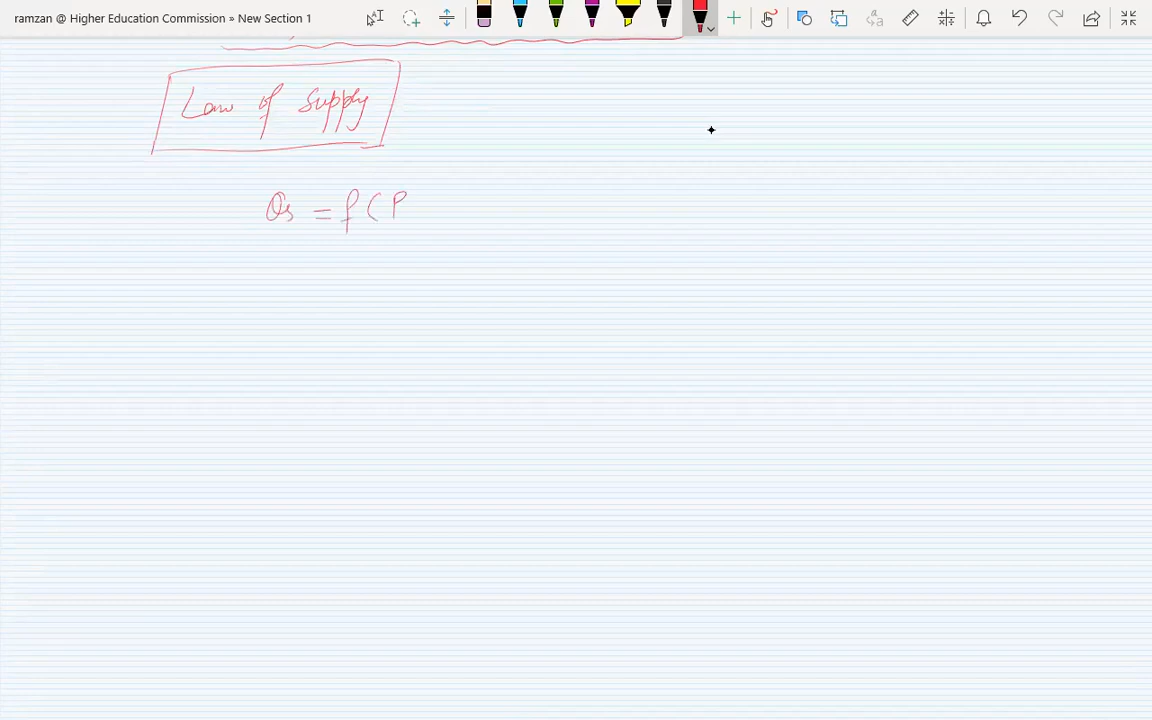 ramzan @ Higher Education Commission » New Section 1
Law of Supply
Qs = f ( P